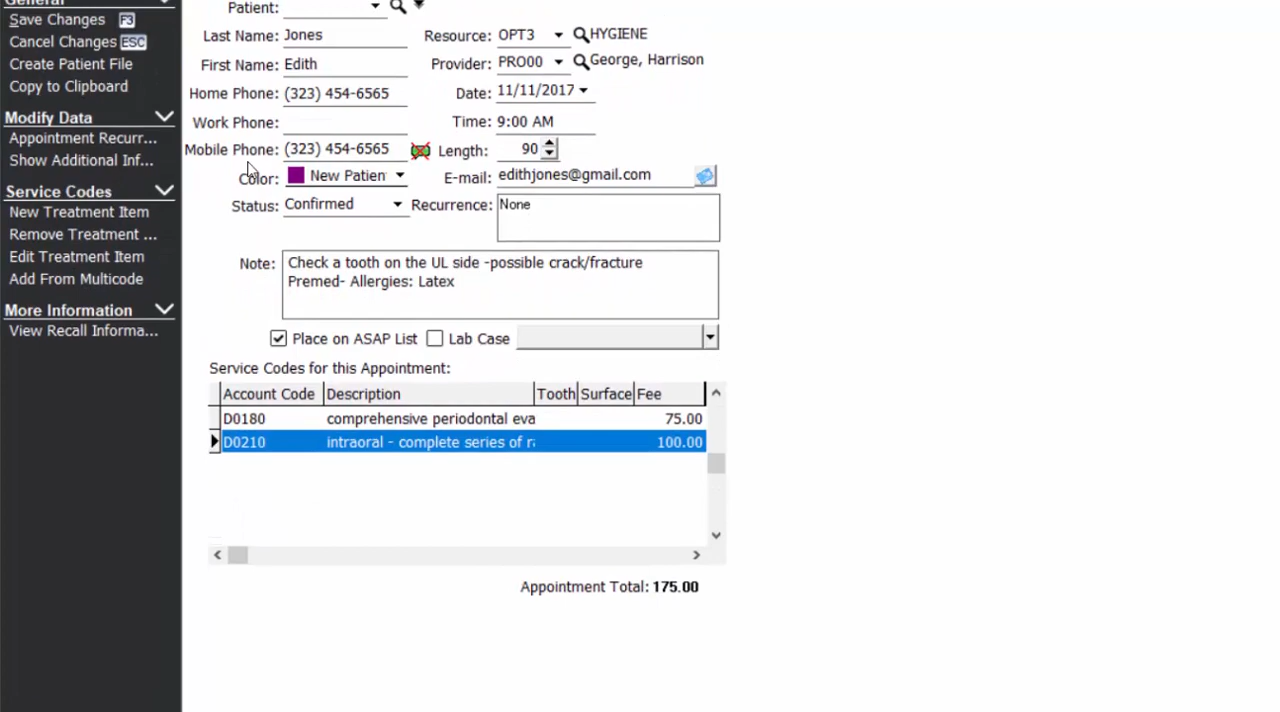 General
Save Changes F3
Cancel Changes ESC
Create Patient File
Copy to Clipboard
Modify Data
Appointment Recurr...
Show Additional Inf...
Service Codes
New Treatment Item
Remove Treatment ...
Edit Treatment Item
Add From Multicode
More Information
View Recall Informa...
Patient:
Last Name: Jones Resource: OPT3 HYGIENE
First Name: Edith Provider: PRO00 George, Harrison
Home Phone: (323) 454-6565 Date: 11/11/2017
Work Phone: Time: 9:00 AM
Mobile Phone: (323) 454-6565 Length: 90
Color: New Patien E-mail: edithjones@gmail.com
Status: Confirmed Recurrence: None
Note: Check a tooth on the UL side -possible crack/fracture
Premed- Allergies: Latex
Place on ASAP List Lab Case
Service Codes for this Appointment:
Account Code Description Tooth Surface Fee
D0180 comprehensive periodontal eva 75.00
D0210 intraoral - complete series of ra 100.00
Appointment Total: 175.00